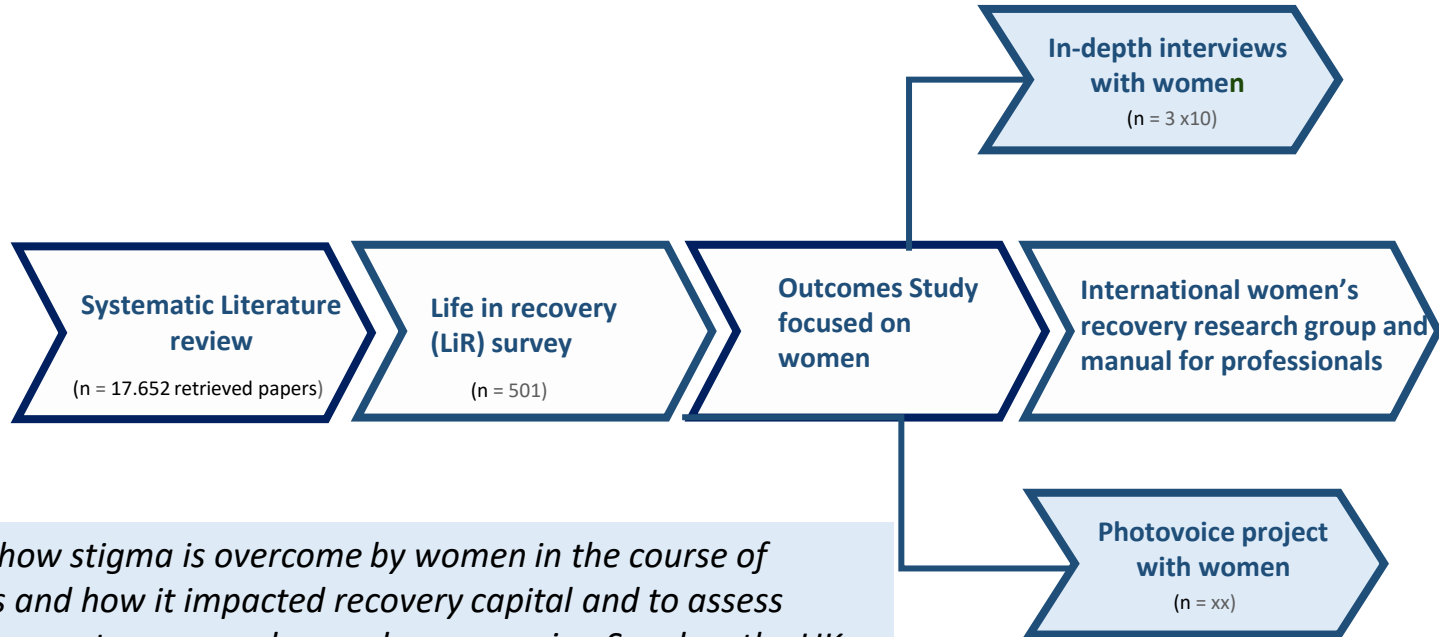 In-depth interviews
with women
(n = 3 x10)
Systematic Literature
review
(n = 17.652 retrieved papers)
Life in recovery
(LiR) survey
(n = 501)
Outcomes Study
focused on
women
International women's
recovery research group and
manual for professionals
Photovoice project
with women
(n = xx)
how stigma is overcome by women in the course of
s and how it impacted recovery capital and to assess